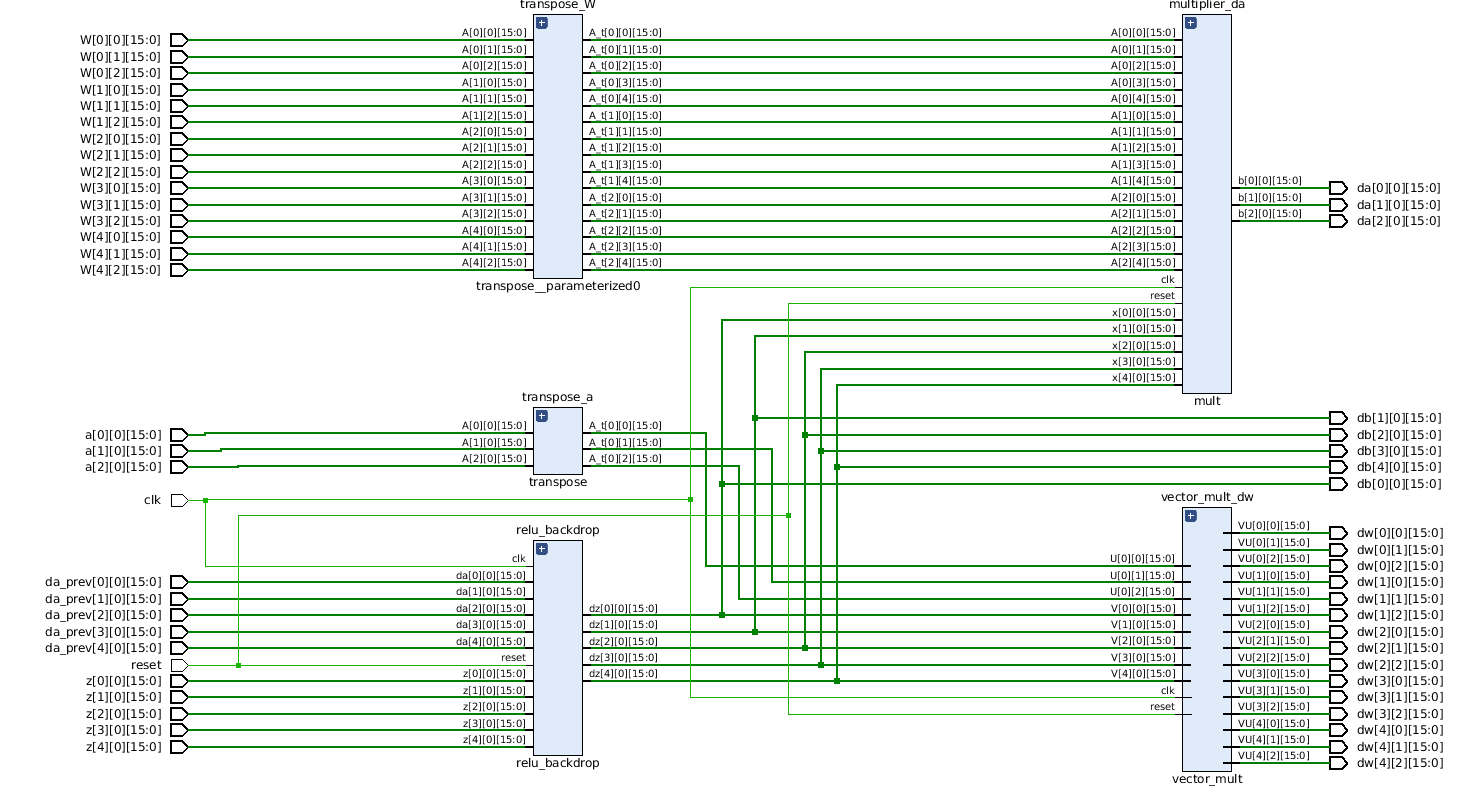 transpose_W
W[0][0][15:0]
W[0][1][15:0]
W[0][2][15:0]
W[1][0][15:0]
W[1][1][15:0]
W[1][2][15:0]
W[2][0][15:0]
W[2][1][15:0]
W[2][2][15:0]
W[3][0][15:0]
W[3][1][15:0]
W[3][2][15:0]
W[4][0][15:0]
W[4][1][15:0]
W[4][2][15:0]
A[0][0][15:0]
A[0][1][15:0]
A[0][2][15:0]
A[1][0][15:0]
A[1][1][15:0]
A[1][2][15:0]
A[2][0][15:0]
A[2][1][15:0]
A[2][2][15:0]
A[3][0][15:0]
A[3][1][15:0]
A[3][2][15:0]
A[4][0][15:0]
A[4][1][15:0]
A[4][2][15:0]
A_t[0][0][15:0]
A_t[0][1][15:0]
A_t[0][2][15:0]
A_t[0][3][15:0]
A_t[0][4][15:0]
A_t[1][0][15:0]
A_t[1][1][15:0]
A_t[1][2][15:0]
A_t[1][3][15:0]
A_t[1][4][15:0]
A_t[2][0][15:0]
A_t[2][1][15:0]
A_t[2][2][15:0]
A_t[2][3][15:0]
A_t[2][4][15:0]
transpose__parameterized0
multiplier_da
A[0][0][15:0]
A[0][1][15:0]
A[0][2][15:0]
A[0][3][15:0]
A[0][4][15:0]
A[1][0][15:0]
A[1][1][15:0]
A[1][2][15:0]
A[1][3][15:0]
A[1][4][15:0]
A[2][0][15:0]
A[2][1][15:0]
A[2][2][15:0]
A[2][3][15:0]
A[2][4][15:0]
clk
reset
x[0][0][15:0]
x[1][0][15:0]
x[2][0][15:0]
x[3][0][15:0]
x[4][0][15:0]
b[0][0][15:0]
b[1][0][15:0]
b[2][0][15:0]
da[0][0][15:0]
da[1][0][15:0]
da[2][0][15:0]
mult
transpose_a
a[0][0][15:0]
a[1][0][15:0]
a[2][0][15:0]
A[0][0][15:0]
A[1][0][15:0]
A[2][0][15:0]
A_t[0][0][15:0]
A_t[0][1][15:0]
A_t[0][2][15:0]
transpose
db[1][0][15:0]
db[2][0][15:0]
db[3][0][15:0]
db[4][0][15:0]
db[0][0][15:0]
clk
relu_backdrop
da_prev[0][0][15:0]
da_prev[1][0][15:0]
da_prev[2][0][15:0]
da_prev[3][0][15:0]
da_prev[4][0][15:0]
reset
z[0][0][15:0]
z[1][0][15:0]
z[2][0][15:0]
z[3][0][15:0]
z[4][0][15:0]
clk
da[0][0][15:0]
da[1][0][15:0]
da[2][0][15:0]
da[3][0][15:0]
da[4][0][15:0]
reset
z[0][0][15:0]
z[1][0][15:0]
z[2][0][15:0]
z[3][0][15:0]
z[4][0][15:0]
dz[0][0][15:0]
dz[1][0][15:0]
dz[2][0][15:0]
dz[3][0][15:0]
dz[4][0][15:0]
relu_backdrop
vector_mult_dw
U[0][0][15:0]
U[0][1][15:0]
U[0][2][15:0]
V[0][0][15:0]
V[1][0][15:0]
V[2][0][15:0]
V[3][0][15:0]
V[4][0][15:0]
clk
reset
VU[0][0][15:0]
VU[0][1][15:0]
VU[0][2][15:0]
VU[1][0][15:0]
VU[1][1][15:0]
VU[1][2][15:0]
VU[2][0][15:0]
VU[2][1][15:0]
VU[2][2][15:0]
VU[3][0][15:0]
VU[3][1][15:0]
VU[3][2][15:0]
VU[4][0][15:0]
VU[4][1][15:0]
VU[4][2][15:0]
dw[0][0][15:0]
dw[0][1][15:0]
dw[0][2][15:0]
dw[1][0][15:0]
dw[1][1][15:0]
dw[1][2][15:0]
dw[2][0][15:0]
dw[2][1][15:0]
dw[2][2][15:0]
dw[3][0][15:0]
dw[3][1][15:0]
dw[3][2][15:0]
dw[4][0][15:0]
dw[4][1][15:0]
dw[4][2][15:0]
vector_mult